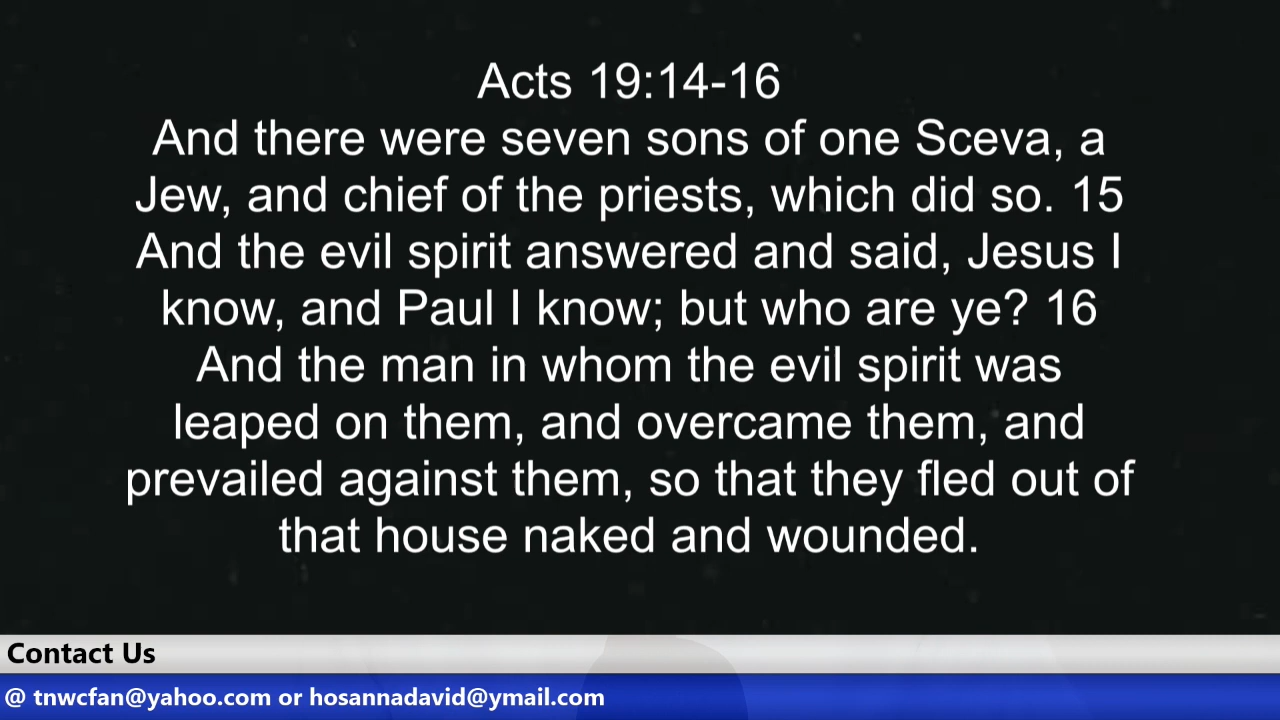 Acts 19:14-16
And there were seven sons of one Sceva, a
Jew, and chief of the priests, which did so. 15
And the evil spirit answered and said, Jesus I
know, and Paul I know; but who are ye? 16
And the man in whom the evil spirit was
leaped on them, and overcame them, and
prevailed against them, so that they fled out of
that house naked and wounded.
Contact Us
@ tnwcfan@yahoo.com or hosannadavid@ymail.com